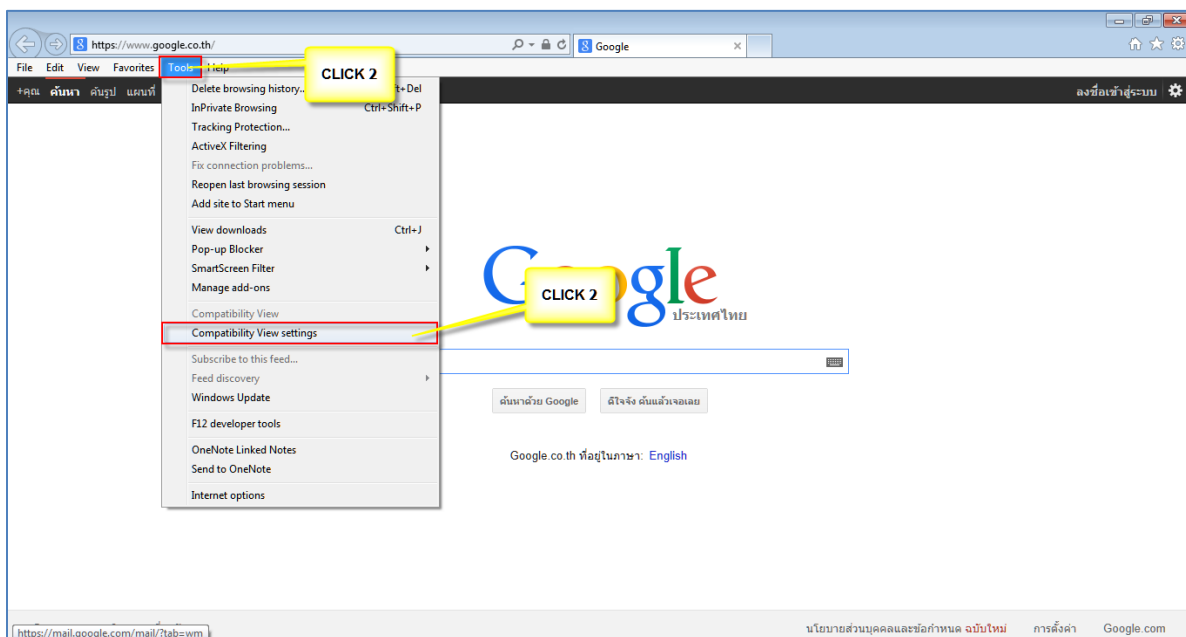 https://www.google.co.th/
Google
File Edit View Favorites Tools Help
CLICK 2
+คุณ ค้นหา ค้นรูป แผนที่
ลงชื่อเข้าสู่ระบบ
Delete browsing history...
InPrivate Browsing Ctrl+Shift+P
Tracking Protection...
ActiveX Filtering
Fix connection problems...
Reopen last browsing session
Add site to Start menu
View downloads Ctrl+J
Pop-up Blocker
SmartScreen Filter
Manage add-ons
Compatibility View
Compatibility View settings
Subscribe to this feed...
Feed discovery
Windows Update
F12 developer tools
OneNote Linked Notes
Send to OneNote
Internet options
CLICK 2
ประเทศไทย
ค้นหาด้วย Google ดีใจจัง ค้นแล้วเจอเลย
Google.co.th ที่อยู่ในภาษา: English
https://mail.google.com/mail/?tab=wm
นโยบายส่วนบุคคลและข้อกำหนด ฉบับใหม่ การตั้งค่า Google.com